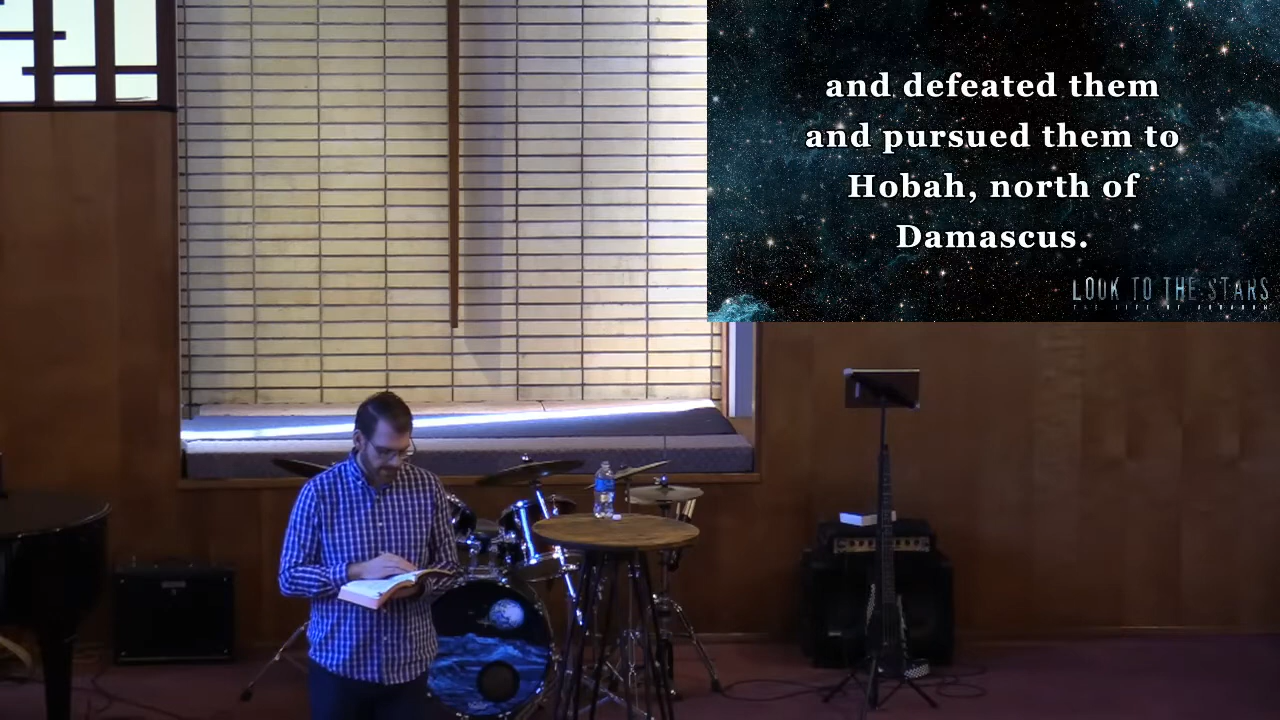 and defeated them
and pursued them to
Hobah, north of
Damascus.
LOOK TO THE STARS